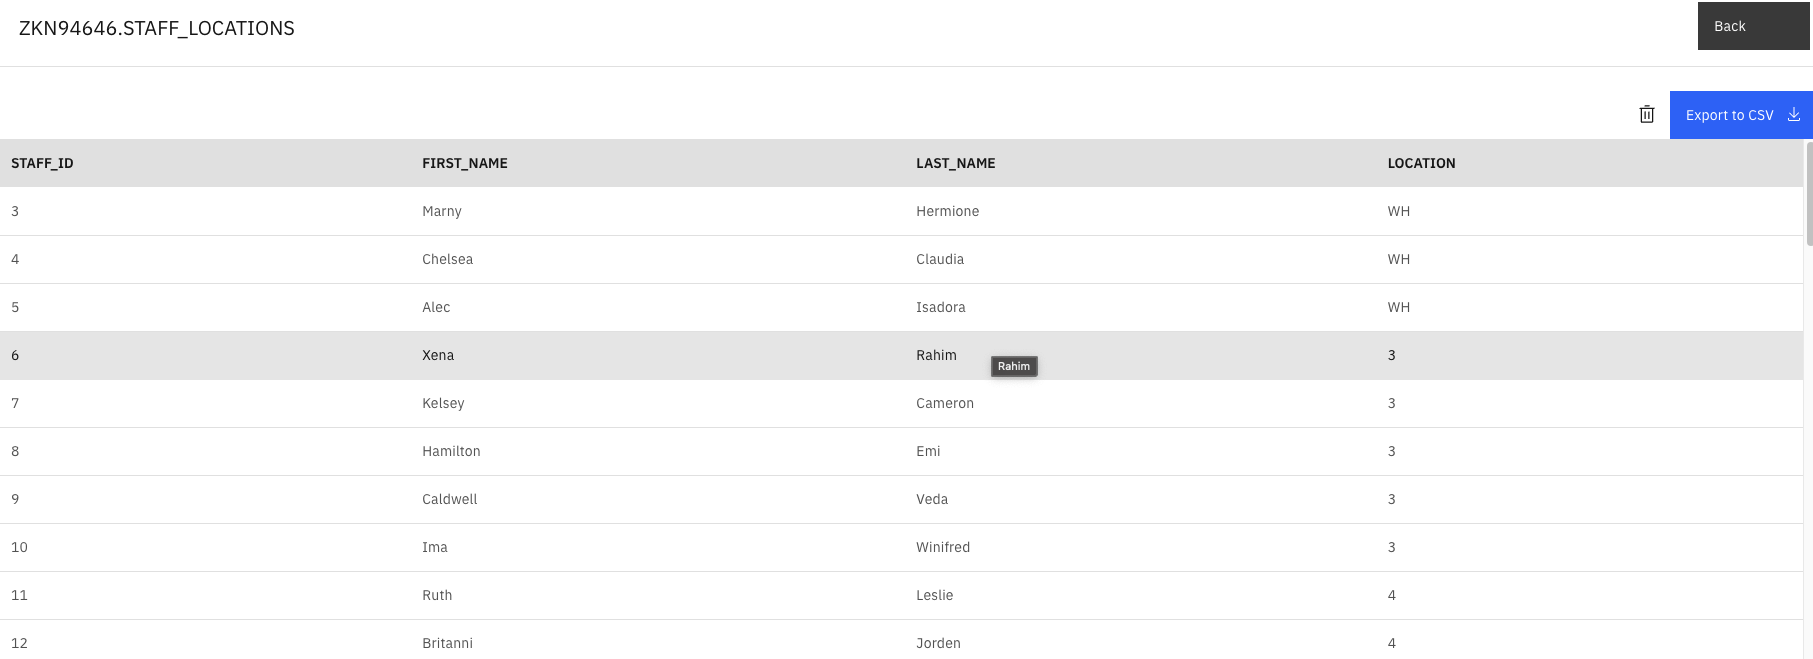 ZKN94646.STAFF_LOCATIONS
Back
Export to CSV
STAFF_ID FIRST_NAME LAST_NAME LOCATION
3 Marny Hermione WH
4 Chelsea Claudia WH
5 Alec Isadora WH
6 Xena Rahim 3
Rahim
7 Kelsey Cameron 3
8 Hamilton Emi 3
9 Caldwell Veda 3
10 Ima Winifred 3
11 Ruth Leslie 4
12 Britanni Jorden 4